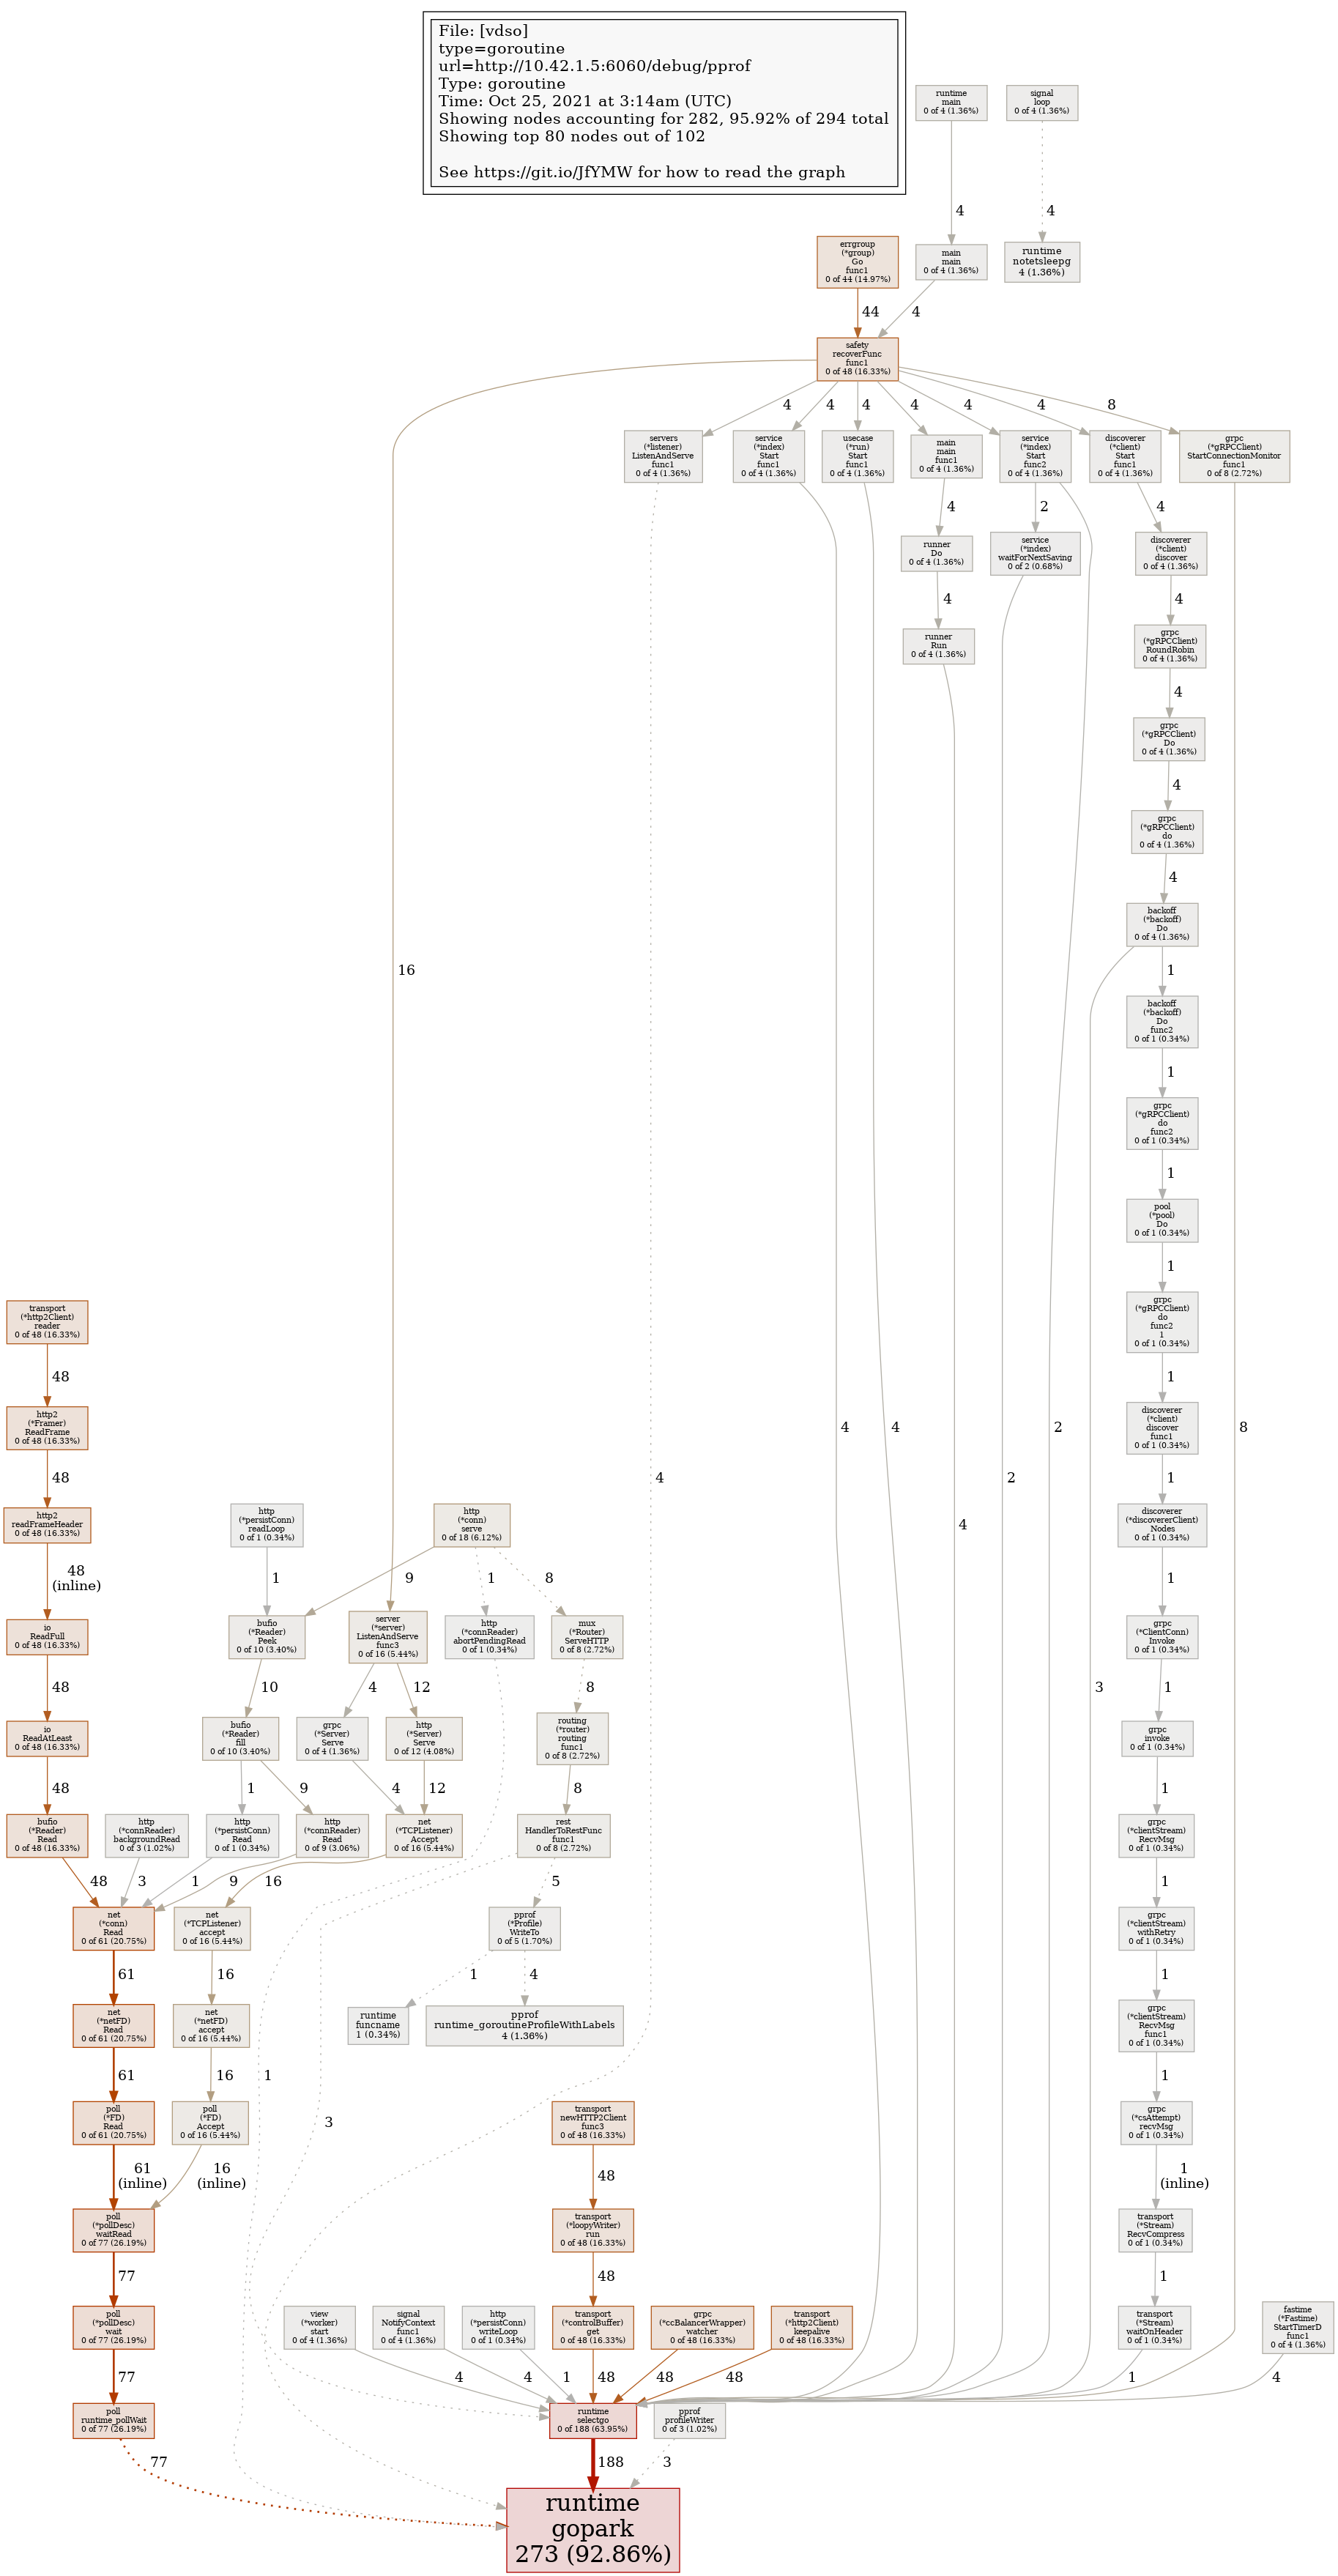 File: [vdso]
type=goroutine
url=http://10.42.1.5:6060/debug/pprof
Type: goroutine
Time: Oct 25, 2021 at 3:14am (UTC)
Showing nodes accounting for 282, 95.92% of 294 total
Showing top 80 nodes out of 102
See https://git.io/JfYMW for how to read the graph
runtime
main
0 of 4 (1.36%)
signal
loop
0 of 4 (1.36%)
4
4
errgroup
(*group)
Go
func1
0 of 44 (14.97%)
main
main
0 of 4 (1.36%)
runtime
notetsleepg
4 (1.36%)
44
4
safety
recoverFunc
func1
0 of 48 (16.33%)
4
4
4
4
4
4
8
servers
(*listener)
ListenAndServe
func1
0 of 4 (1.36%)
service
(*index)
Start
func1
0 of 4 (1.36%)
usecase
(*run)
Start
func1
0 of 4 (1.36%)
main
main
func1
0 of 4 (1.36%)
service
(*index)
Start
func2
0 of 4 (1.36%)
discoverer
(*client)
Start
func1
0 of 4 (1.36%)
grpc
(*gRPCClient)
StartConnectionMonitor
func1
0 of 8 (2.72%)
4
2
4
runner
Do
0 of 4 (1.36%)
service
(*index)
waitForNextSaving
0 of 2 (0.68%)
discoverer
(*client)
discover
0 of 4 (1.36%)
4
4
runner
Run
0 of 4 (1.36%)
grpc
(*gRPCClient)
RoundRobin
0 of 4 (1.36%)
4
grpc
(*gRPCClient)
Do
0 of 4 (1.36%)
4
grpc
(*gRPCClient)
do
0 of 4 (1.36%)
4
backoff
(*backoff)
Do
0 of 4 (1.36%)
16
1
backoff
(*backoff)
Do
func2
0 of 1 (0.34%)
1
grpc
(*gRPCClient)
do
func2
0 of 1 (0.34%)
1
pool
(*pool)
Do
0 of 1 (0.34%)
1
grpc
(*gRPCClient)
do
func2
1
0 of 1 (0.34%)
transport
(*http2Client)
reader
0 of 48 (16.33%)
48
1
http2
(*Framer)
ReadFrame
0 of 48 (16.33%)
4
4
2
8
discoverer
(*client)
discover
func1
0 of 1 (0.34%)
48
4
2
1
http2
readFrameHeader
0 of 48 (16.33%)
http
(*persistConn)
readLoop
0 of 1 (0.34%)
http
(*conn)
serve
0 of 18 (6.12%)
4
discoverer
(*discovererClient)
Nodes
0 of 1 (0.34%)
48
(inline)
1
9
1
8
1
io
ReadFull
0 of 48 (16.33%)
bufio
(*Reader)
Peek
0 of 10 (3.40%)
server
(*server)
ListenAndServe
func3
0 of 16 (5.44%)
http
(*connReader)
abortPendingRead
0 of 1 (0.34%)
mux
(*Router)
ServeHTTP
0 of 8 (2.72%)
grpc
(*ClientConn)
Invoke
0 of 1 (0.34%)
48
10
4
12
8
3
1
io
ReadAtLeast
0 of 48 (16.33%)
bufio
(*Reader)
fill
0 of 10 (3.40%)
grpc
(*Server)
Serve
0 of 4 (1.36%)
http
(*Server)
Serve
0 of 12 (4.08%)
routing
(*router)
routing
func1
0 of 8 (2.72%)
grpc
invoke
0 of 1 (0.34%)
48
1
9
4
12
8
1
bufio
(*Reader)
Read
0 of 48 (16.33%)
http
(*connReader)
backgroundRead
0 of 3 (1.02%)
http
(*persistConn)
Read
0 of 1 (0.34%)
http
(*connReader)
Read
0 of 9 (3.06%)
net
(*TCPListener)
Accept
0 of 16 (5.44%)
rest
HandlerToRestFunc
func1
0 of 8 (2.72%)
grpc
(*clientStream)
RecvMsg
0 of 1 (0.34%)
48
3
1
9
16
5
1
net
(*conn)
Read
0 of 61 (20.75%)
net
(*TCPListener)
accept
0 of 16 (5.44%)
pprof
(*Profile)
WriteTo
0 of 5 (1.70%)
grpc
(*clientStream)
withRetry
0 of 1 (0.34%)
61
16
1
4
1
net
(*netFD)
Read
0 of 61 (20.75%)
net
(*netFD)
accept
0 of 16 (5.44%)
runtime
funcname
1 (0.34%)
pprof
runtime_goroutineProfileWithLabels
4 (1.36%)
grpc
(*clientStream)
RecvMsg
func1
0 of 1 (0.34%)
61
16
1
1
poll
(*FD)
Read
0 of 61 (20.75%)
poll
(*FD)
Accept
0 of 16 (5.44%)
3
transport
newHTTP2Client
func3
0 of 48 (16.33%)
grpc
(*csAttempt)
recvMsg
0 of 1 (0.34%)
61
(inline)
16
(inline)
48
1
(inline)
poll
(*pollDesc)
waitRead
0 of 77 (26.19%)
transport
(*loopyWriter)
run
0 of 48 (16.33%)
transport
(*Stream)
RecvCompress
0 of 1 (0.34%)
77
48
1
poll
(*pollDesc)
wait
0 of 77 (26.19%)
view
(*worker)
start
0 of 4 (1.36%)
signal
NotifyContext
func1
0 of 4 (1.36%)
http
(*persistConn)
writeLoop
0 of 1 (0.34%)
transport
(*controlBuffer)
get
0 of 48 (16.33%)
grpc
(*ccBalancerWrapper)
watcher
0 of 48 (16.33%)
transport
(*http2Client)
keepalive
0 of 48 (16.33%)
transport
(*Stream)
waitOnHeader
0 of 1 (0.34%)
fastime
(*Fastime)
StartTimerD
func1
0 of 4 (1.36%)
77
4
4
1
48
48
48
1
4
poll
runtime_pollWait
0 of 77 (26.19%)
runtime
selectgo
0 of 188 (63.95%)
pprof
profileWriter
0 of 3 (1.02%)
77
188
3
runtime
gopark
273 (92.86%)